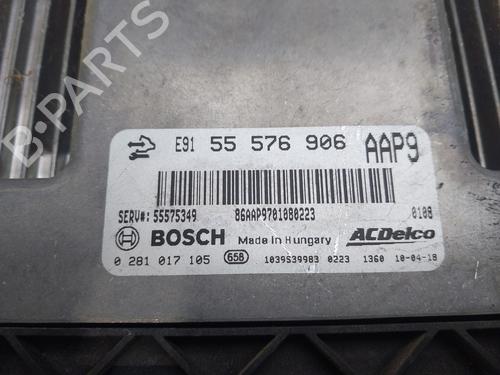 B-PARTS
E91 55 576 906 AAP9
SERV#: 55575349 86AAP9701080223 0108
BOSCH Made in Hungary ACDelco
0 281 017 105 658 1039S39983 0223 1360 10-04-18